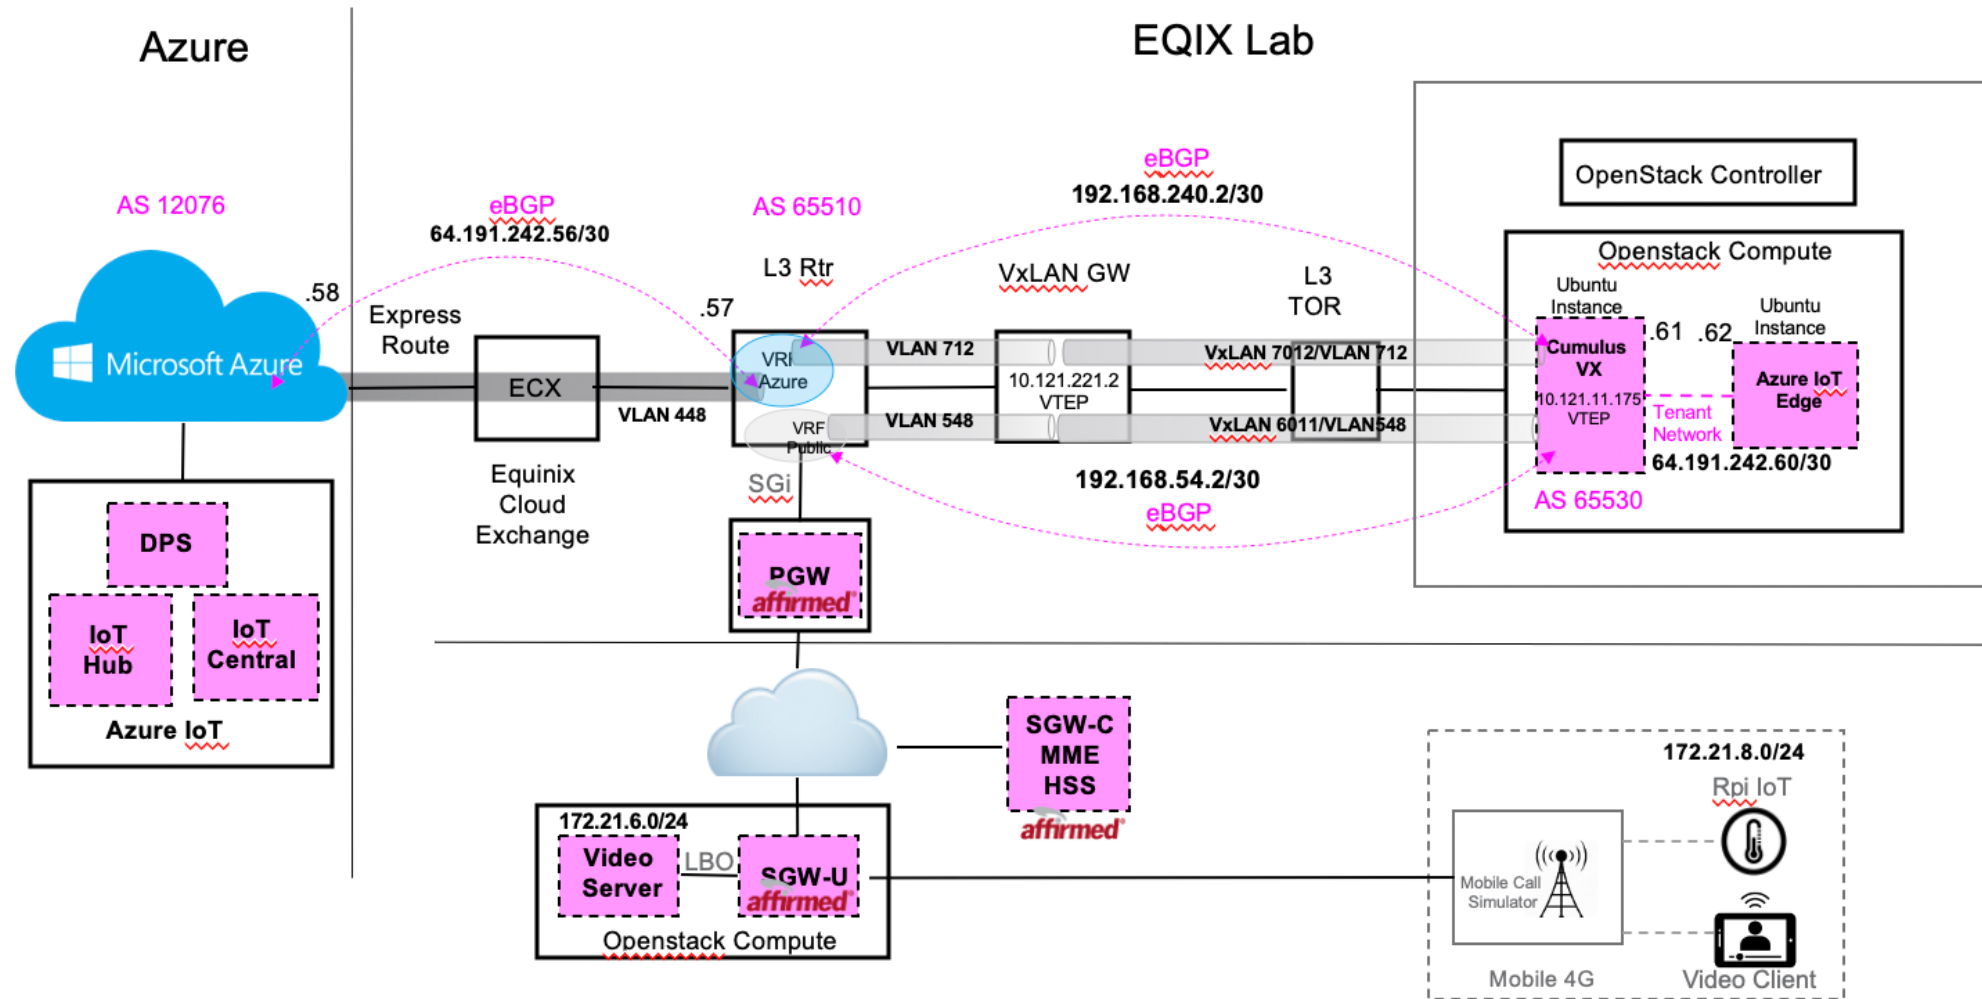 Azure
EQIX Lab
AS 12076
eBGP
64.191.242.56/30
AS 65510
eBGP
192.168.240.2/30
OpenStack Controller
Openstack Compute
.58
Express
Route
.57
L3 Rtr
VxLAN GW
L3
TOR
Ubuntu
Instance
.61
.62
Ubuntu
Instance
Microsoft Azure
ECX
VLAN 448
VRF
Azure
VLAN 712
10.121.221.2
VTEP
VxLAN 7012/VLAN 712
Cumulus
VX
10.121.11.175
VTEP
Azure IoT
Edge
Tenant
Network
64.191.242.60/30
VRF
Public
VLAN 548
VxLAN 6011/VLAN548
192.168.54.2/30
eBGP
AS 65530
Equinix
Cloud
Exchange
SGi
PGW
affirmed®
DPS
IoT
Hub
IoT
Central
Azure IoT
SGW-C
MME
HSS
affirmed®
172.21.6.0/24
Video
Server
LBO
SGW-U
affirmed®
Openstack Compute
172.21.8.0/24
Rpi IoT
Mobile Call
Simulator
Mobile 4G
Video Client